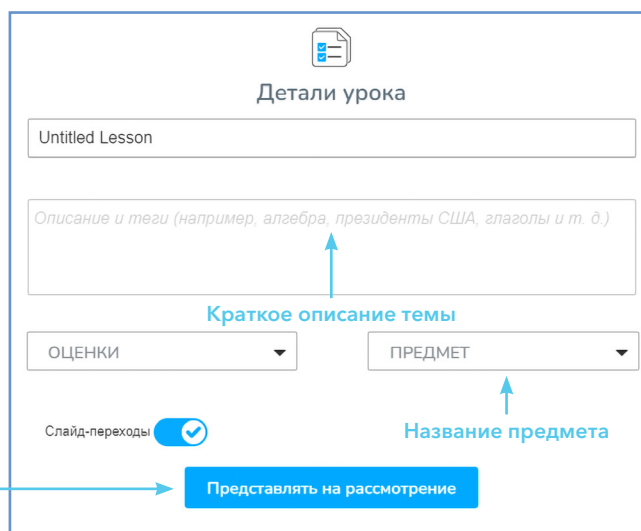 Детали урока
Untitled Lesson
Описание и теги (например, алгебра, президенты США, глаголы и т. д.)
Краткое описание темы
ОЦЕНКИ
ПРЕДМЕТ
Слайд-переходы
Название предмета
Представлять на рассмотрение